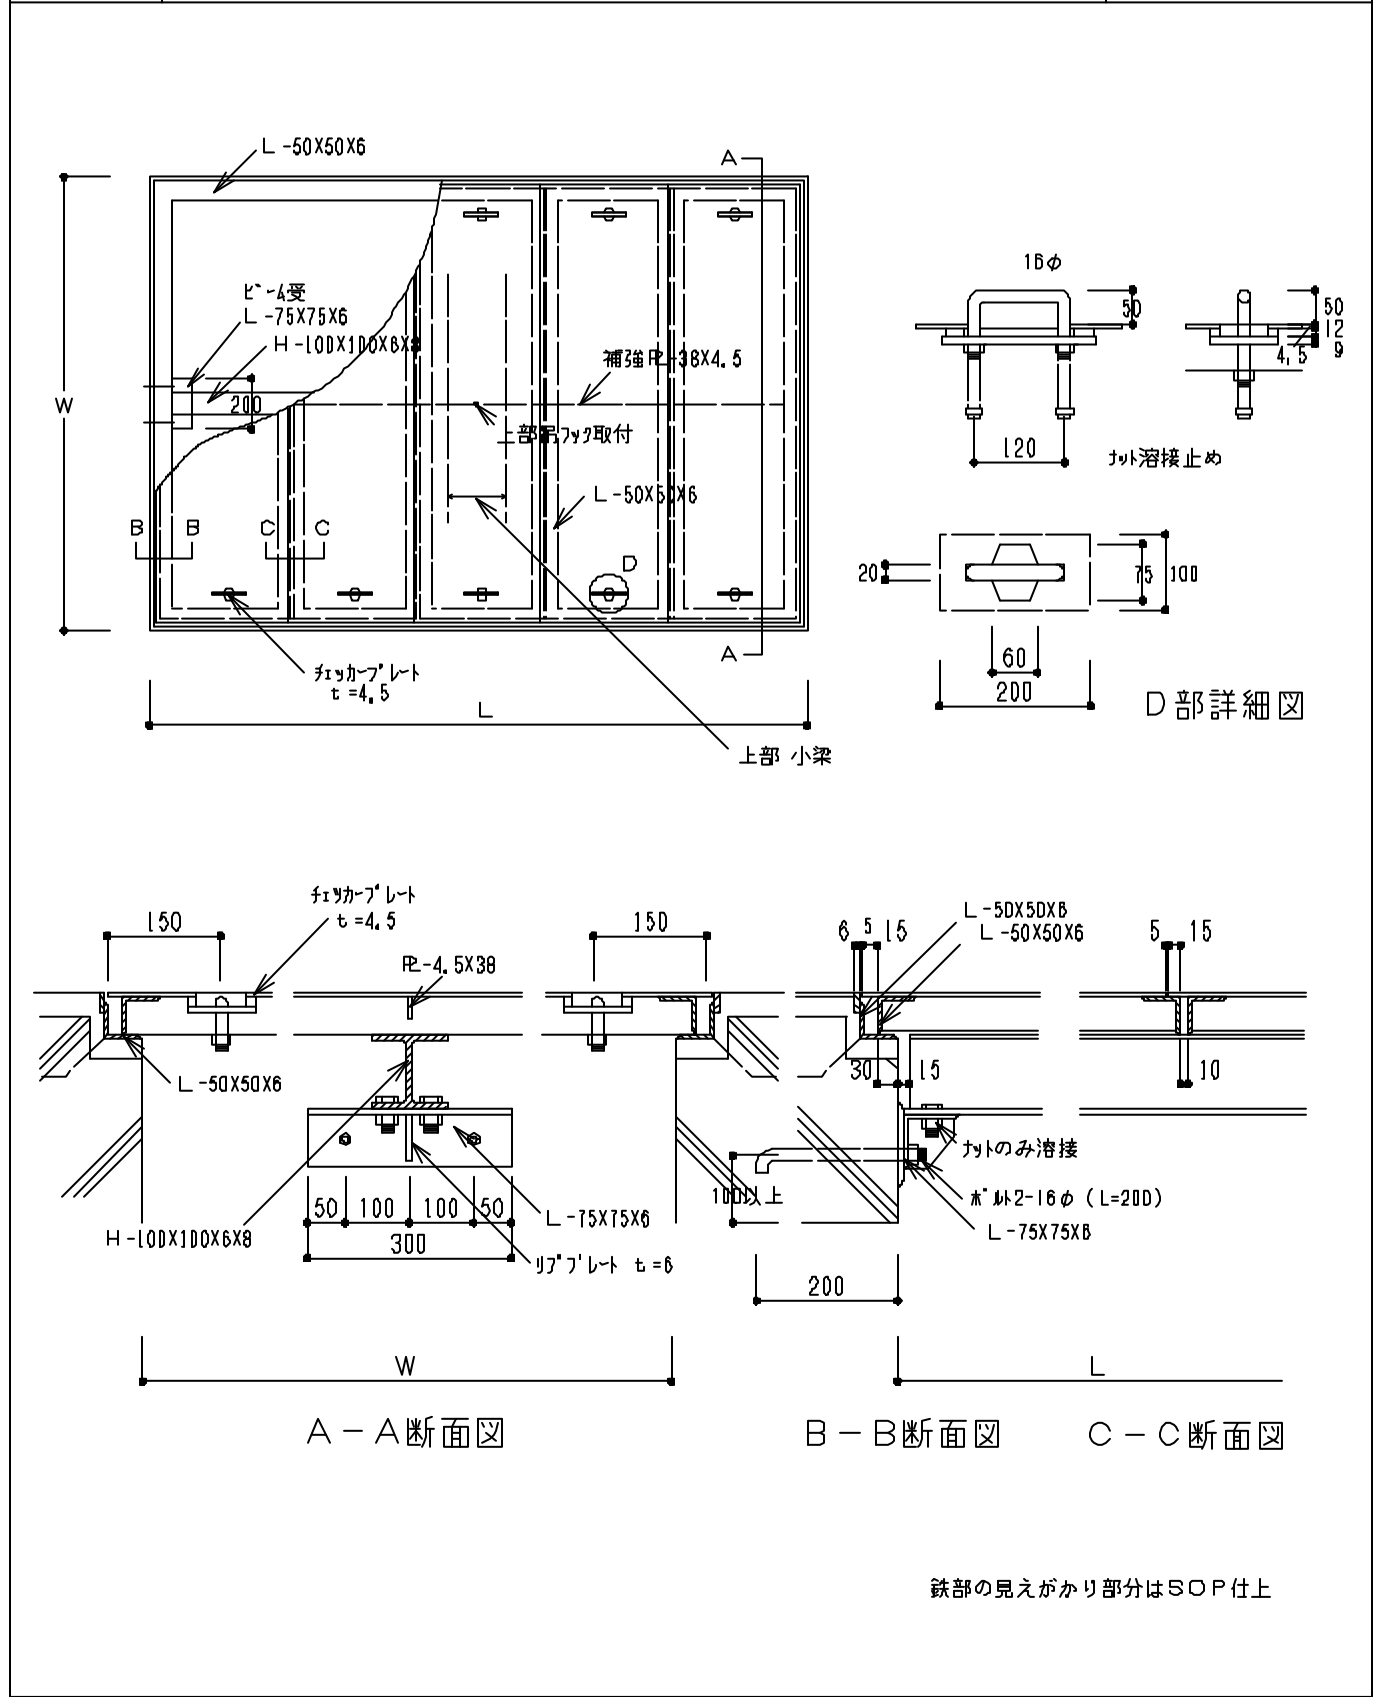 L-50X50X6
A
ビーム受
L-75X75X6
H-100X100X6X8
W
200
補強PL-38X4.5
上部吊フック取付
L-50X50X6
B
B
C
C
D
A
チェッカープレート
t=4.5
L
上部 小梁
16φ
50
50
12
4.5
9
120
ナット溶接止め
20
75
100
60
200
D部詳細図
チェッカープレート
t=4.5
150
150
PL-4.5X38
L-50X50X6
50
100
100
50
300
H-100X100X6X8
L-75X75X6
リブプレート t=6
W
A-A断面図
6
5
15
L-50X50X6
L-50X50X6
5
15
30
15
10
ナットのみ溶接
100以上
ボルト2-16φ(L=200)
L-75X75X6
200
L
B-B断面図
C-C断面図
鉄部の見えがかり部分はSOP仕上